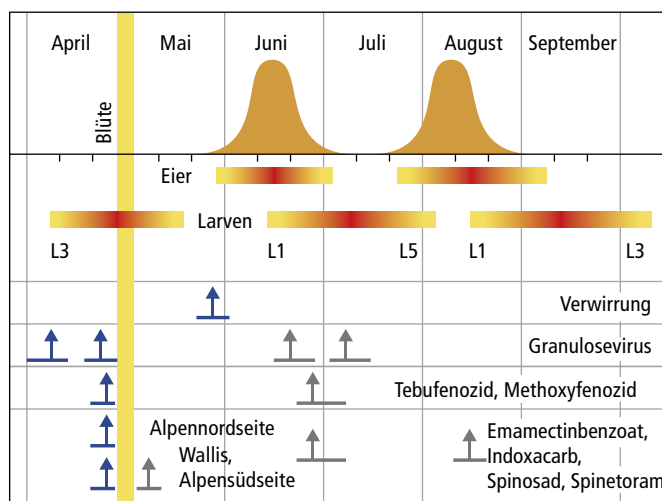 April Mai Juni Juli August September
Blüte
Eier
Larven
L3 L1 L5 L1 L3
Verwirrung
Granulosevirus
Tebufenozid, Methoxyfenozid
Alpennordseite
Wallis,
Alpensüdseite
Emamectinbenzoat,
Indoxacarb,
Spinosad, Spinetoram